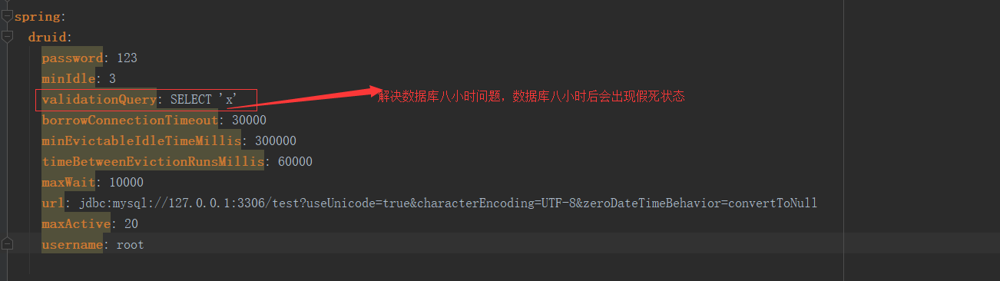 spring:
druid:
password: 123
minIdle: 3
validationQuery: SELECT 'x'
解决数据库八小时问题，数据库八小时后会出现假死状态
borrowConnectionTimeout: 30000
minEvictableIdleTimeMillis: 300000
timeBetweenEvictionRunsMillis: 60000
maxWait: 10000
url: jdbc:mysql://127.0.0.1:3306/test?useUnicode=true&characterEncoding=UTF-8&zeroDateTimeBehavior=convertToNull
maxActive: 20
username: root